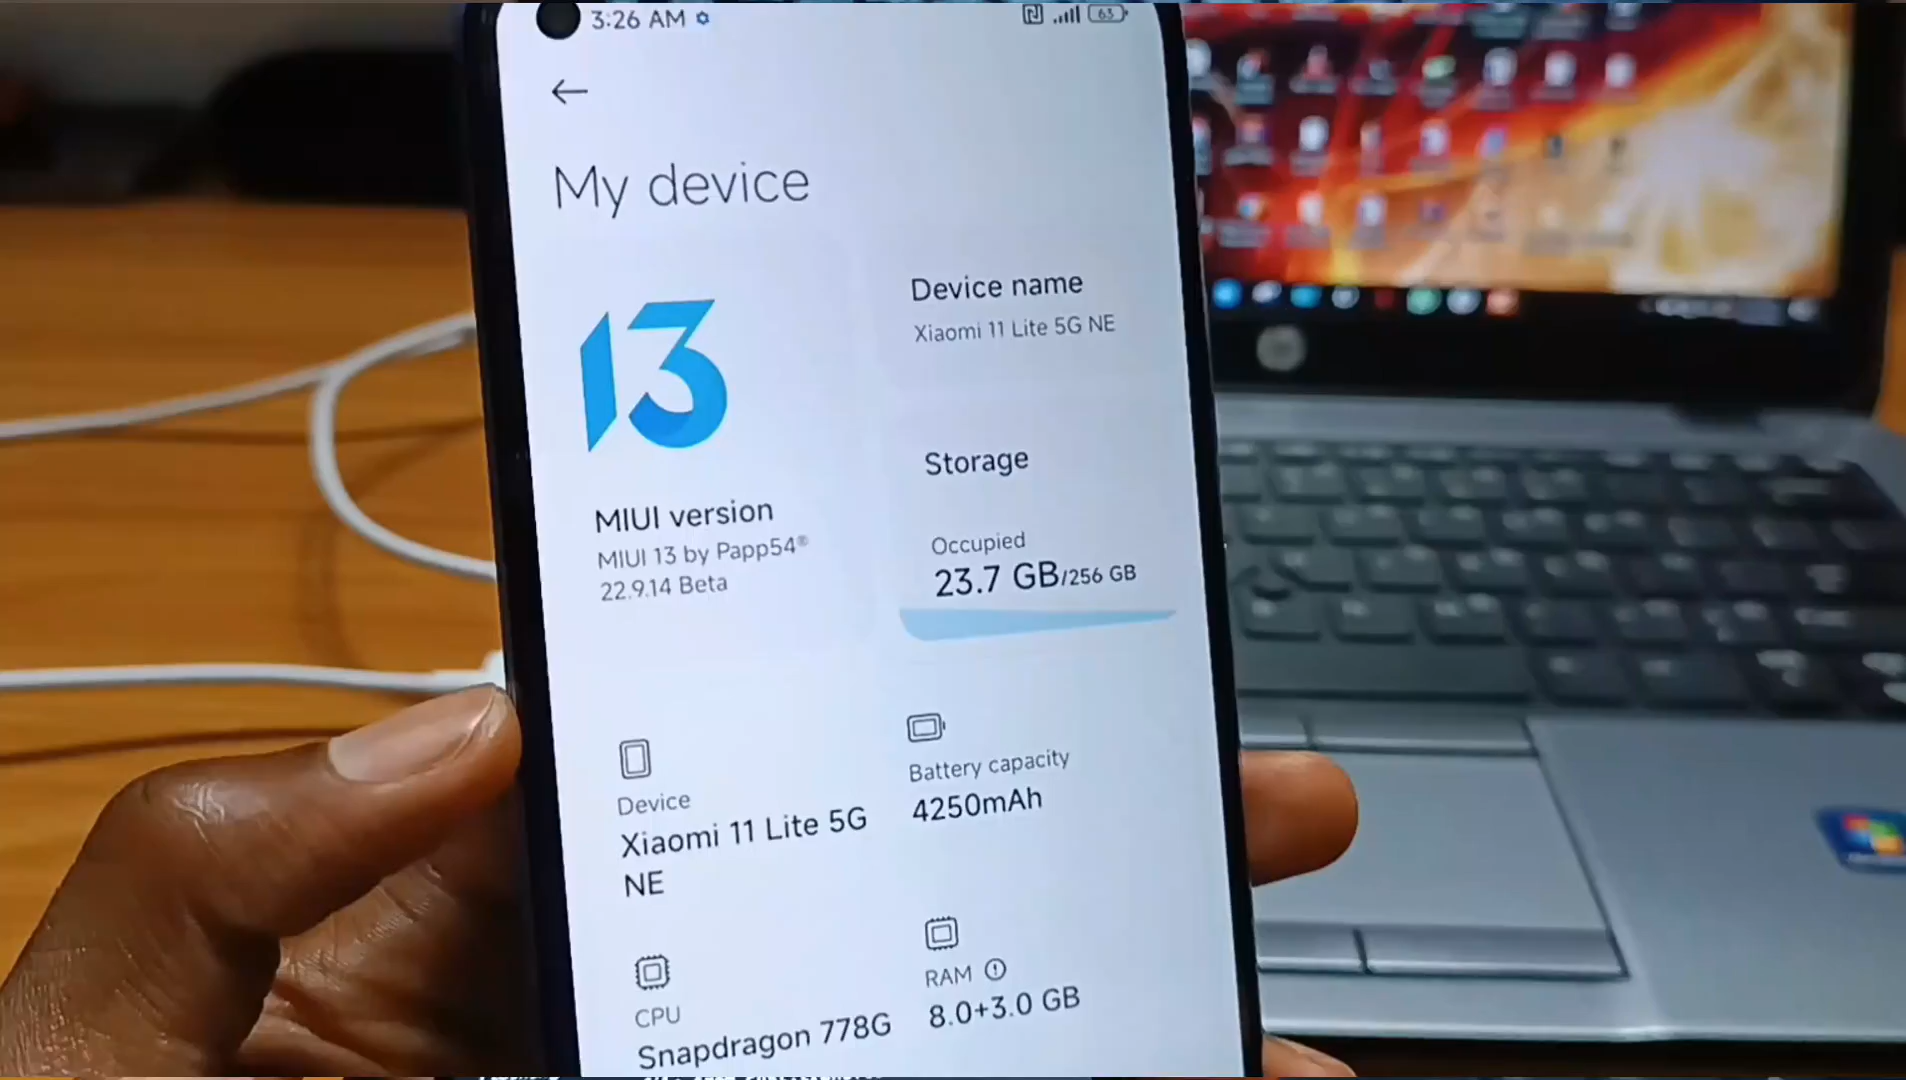 3:26 AM
63
My device
Device name
Xiaomi 11 Lite 5G NE
Storage
MIUI version
MIUI 13 by Papp54®
22.9.14 Beta
Occupied
23.7 GB/256 GB
Device
Xiaomi 11 Lite 5G
NE
Battery capacity
4250mAh
CPU
Snapdragon 778G
RAM
8.0+3.0 GB
13
hp